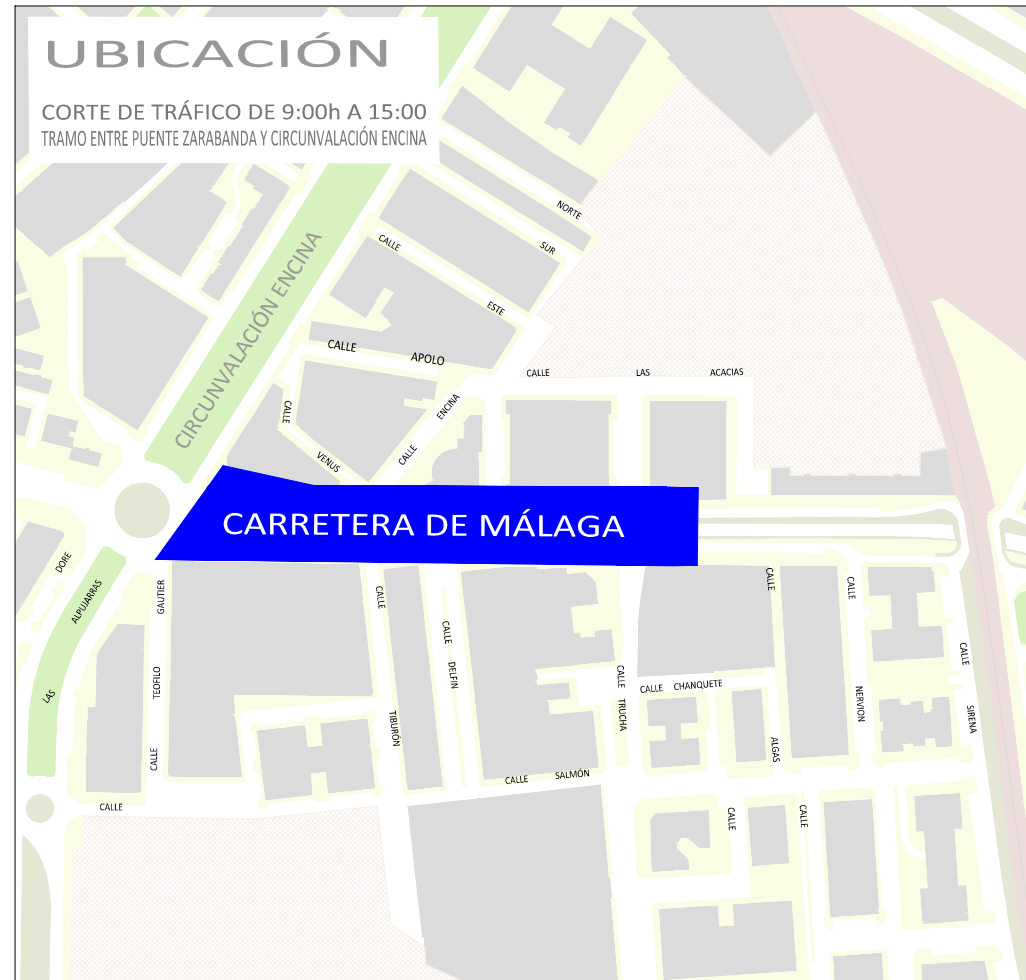 UBICACIÓN
CORTE DE TRÁFICO DE 9:00h A 15:00
TRAMO ENTRE PUENTE ZARABANDA Y CIRCUNVALACIÓN ENCINA
NORTE
SUR
CALLE
ESTE
CIRCUNVALACIÓN ENCINA
CALLE APOLO
CALLE LAS ACACIAS
CALLE ENCINA
CALLE VENUS
CARRETERA DE MÁLAGA
DORE
LAS ALPUJARRAS
CALLE TEOFILO GAUTIER
CALLE TIBURÓN
CALLE DELFIN
CALLE TRUCHA
CALLE CHANQUETE
CALLE ALGAS
CALLE NERVION
CALLE SIRENA
CALLE SALMÓN
CALLE
CALLE
CALLE